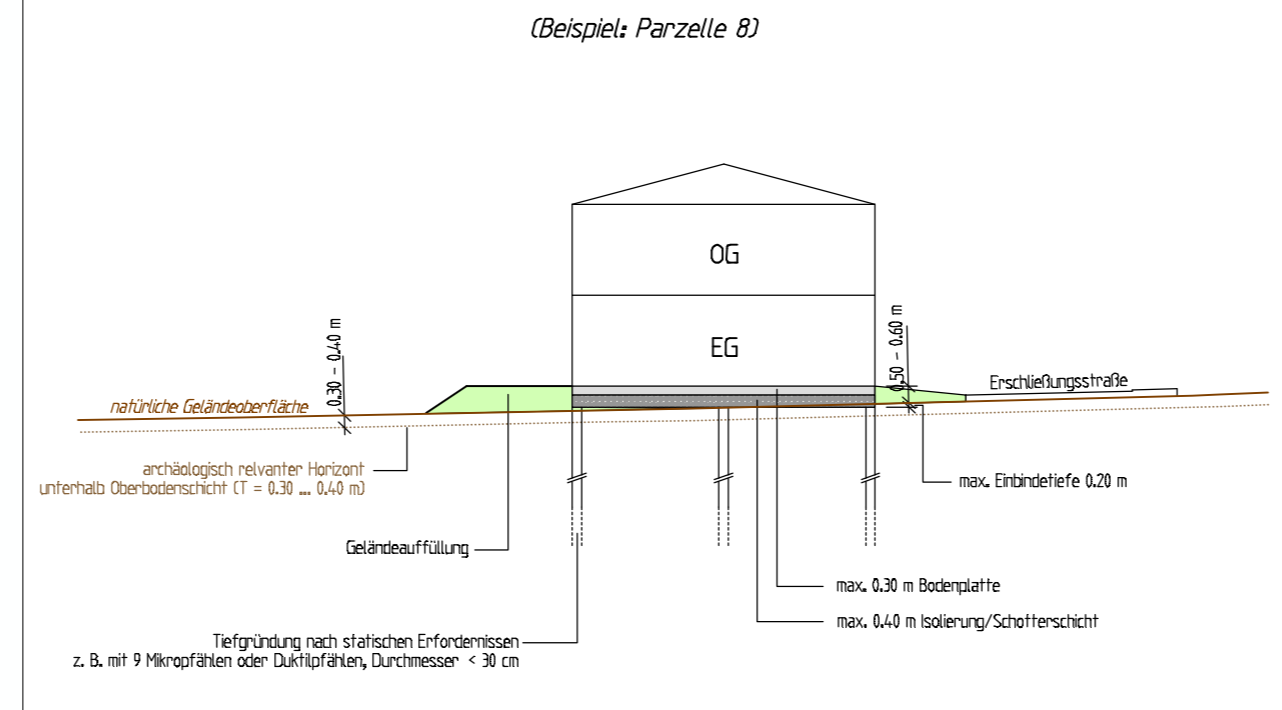 (Beispiel: Parzelle 8)
OG
EG
0.30 - 0.40 m
0.50 - 0.60 m
natürliche Geländeoberfläche
Erschließungsstraße
archäologisch relvanter Horizont
unterhalb Oberbodenschicht (T = 0.30 ... 0.40 m)
max. Einbindetiefe 0.20 m
Geländeauffüllung
max. 0.30 m Bodenplatte
max. 0.40 m Isolierung/Schotterschicht
Tiefgründung nach statischen Erfordernissen
z. B. mit 9 Mikropfählen oder Duktilpfählen, Durchmesser < 30 cm